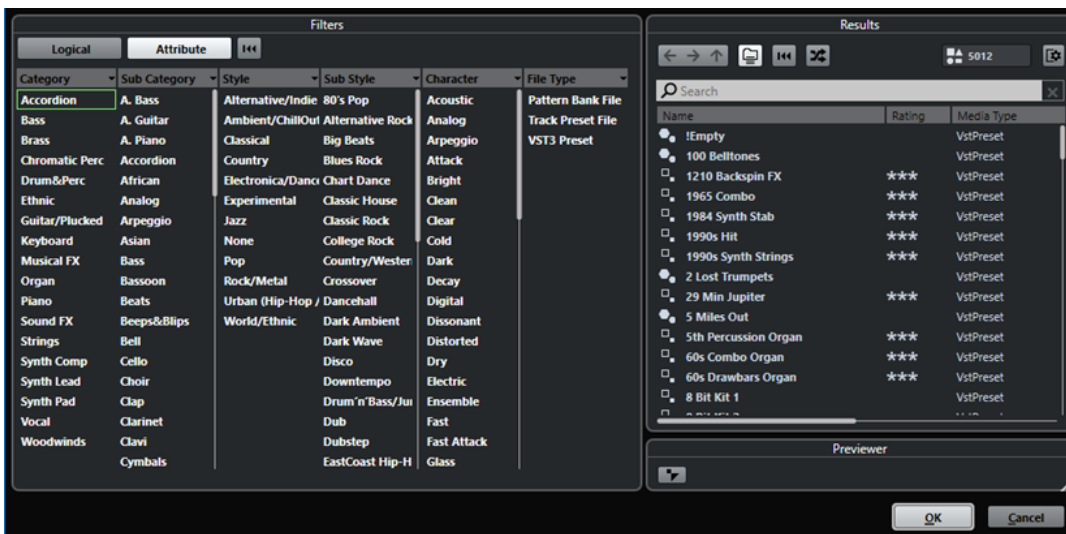 Filters
Logical Attribute
Category Sub Category Style Sub Style Character File Type
Accordion A. Bass Alternative/Indie 80's Pop Acoustic Pattern Bank File
Bass A. Guitar Ambient/ChillOut Alternative Rock Analog Track Preset File
Brass A. Piano Classical Big Beats Arpeggio VST3 Preset
Chromatic Perc Accordion Country Blues Rock Attack
Drum&Perc African Electronica/Danc Chart Dance Bright
Ethnic Analog Experimental Classic House Clean
Guitar/Plucked Arpeggio Jazz Classic Rock Clear
Keyboard Asian None College Rock Cold
Musical FX Bass Pop Country/Wester Dark
Organ Bassoon Rock/Metal Crossover Decay
Piano Beats Urban (Hip-Hop / Dancehall Digital
Sound FX Beeps&Blips World/Ethnic Dark Ambient Dissonant
Strings Bell Dark Wave Distorted
Synth Comp Cello Disco Dry
Synth Lead Choir Downtempo Electric
Synth Pad Clap Drum'n'Bass/Jun Ensemble
Vocal Clarinet Dub Fast
Woodwinds Clavi Dubstep Fast Attack
Cymbals EastCoast Hip-H Glass
Results
5012
Search
Name Rating Media Type
!Empty VstPreset
100 Belltones VstPreset
1210 Backspin FX *** VstPreset
1965 Combo *** VstPreset
1984 Synth Stab *** VstPreset
1990s Hit *** VstPreset
1990s Synth Strings *** VstPreset
2 Lost Trumpets VstPreset
29 Min Jupiter *** VstPreset
5 Miles Out VstPreset
5th Percussion Organ *** VstPreset
60s Combo Organ *** VstPreset
60s Drawbars Organ *** VstPreset
8 Bit Kit 1 VstPreset
Previewer
OK Cancel